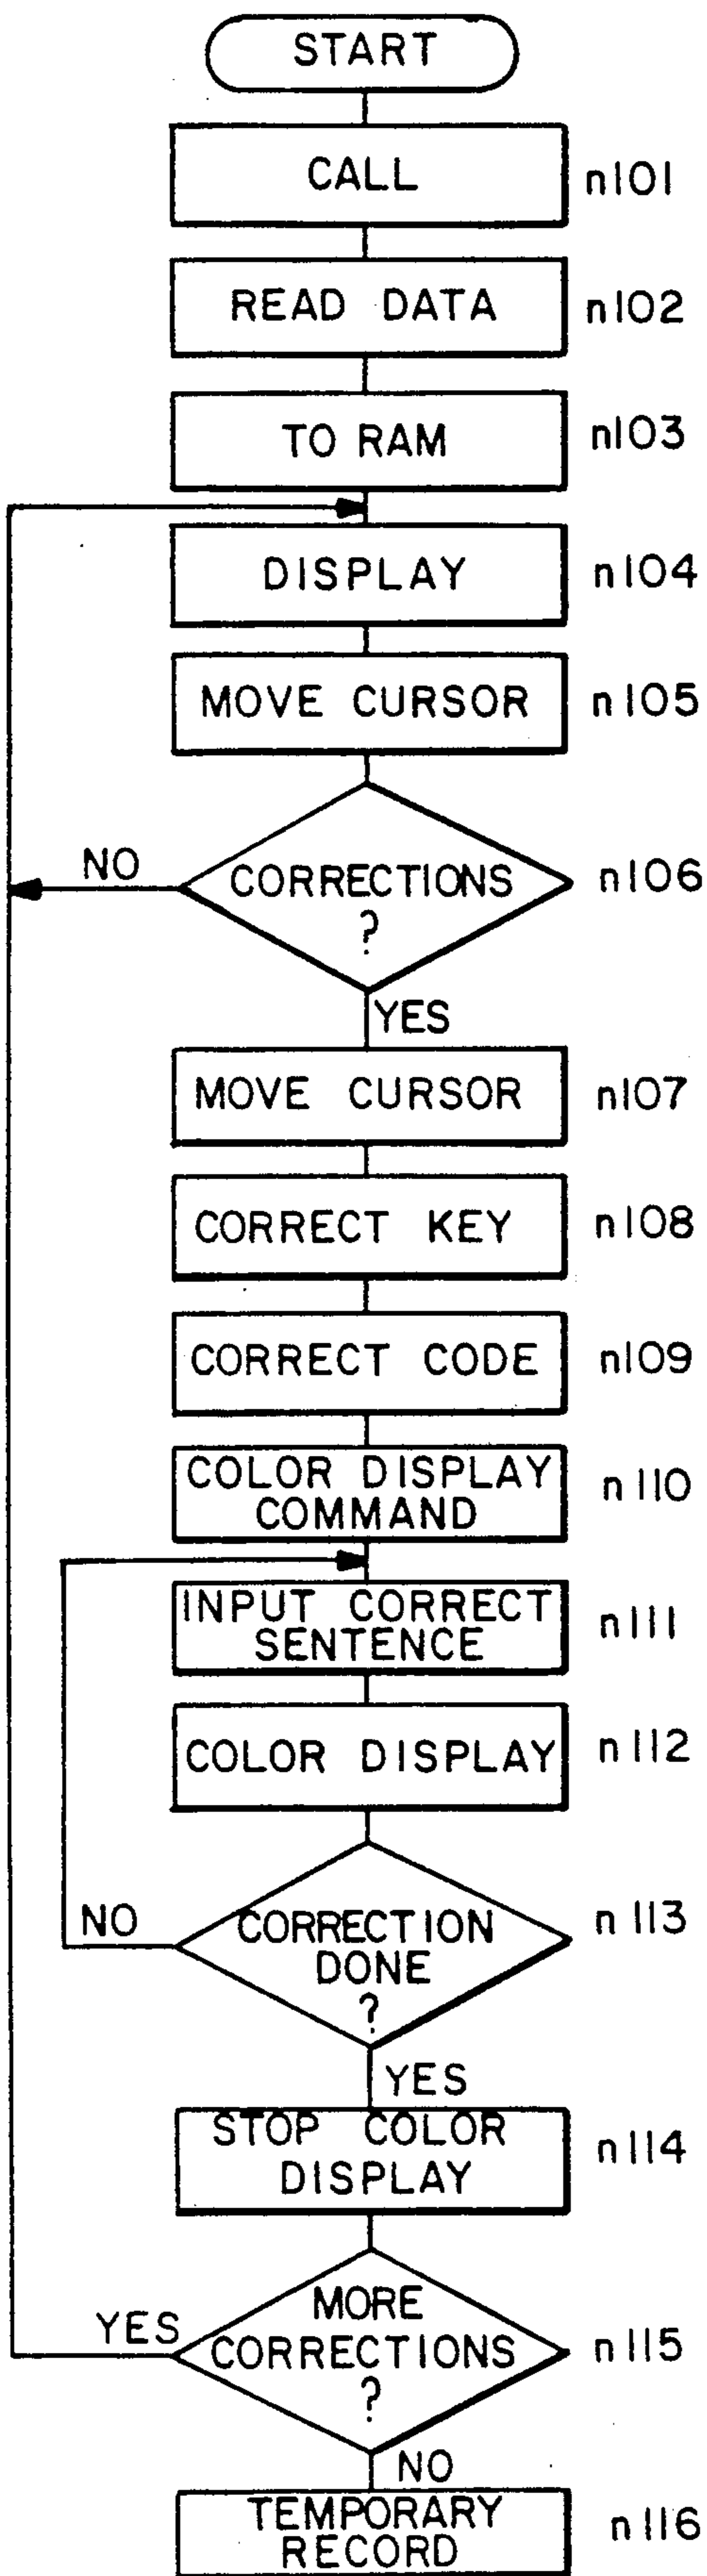 START
CALL n101
READ DATA n102
TO RAM n103
DISPLAY n104
MOVE CURSOR n105
NO CORRECTIONS n106
?
YES
MOVE CURSOR n107
CORRECT KEY n108
CORRECT CODE n109
COLOR DISPLAY n110
COMMAND
INPUT CORRECT n111
SENTENCE
COLOR DISPLAY n112
NO CORRECTION n113
DONE
?
YES
STOP COLOR n114
DISPLAY
MORE
YES CORRECTIONS n115
?
NO
TEMPORARY n116
RECORD